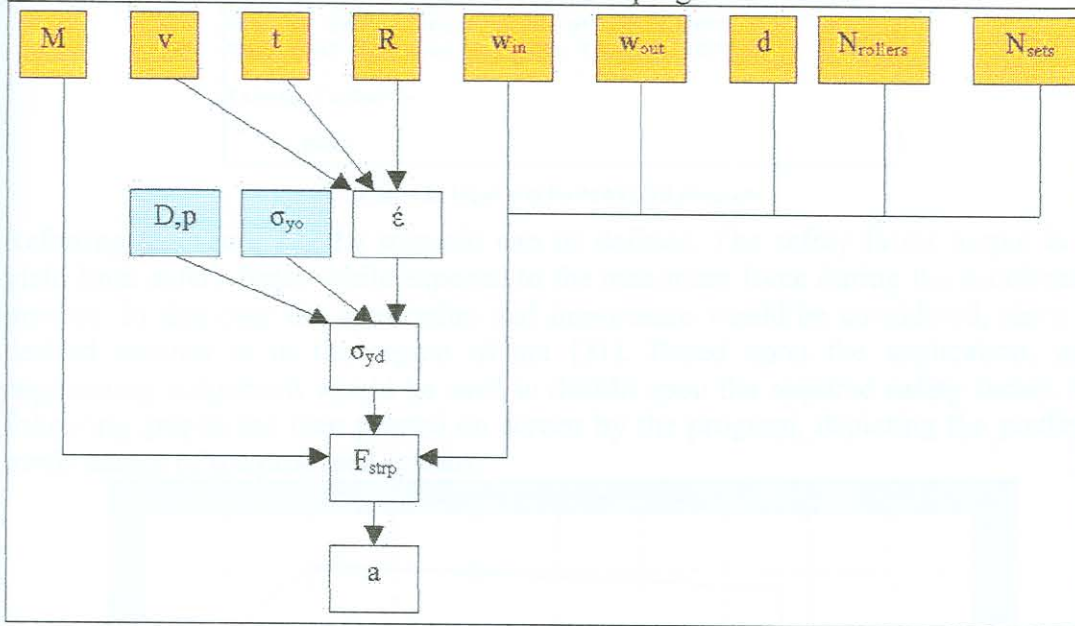 M v t R w_in w_out d N_rollers N_sets
D,p σ_yo έ
σ_yd
F_strp
a